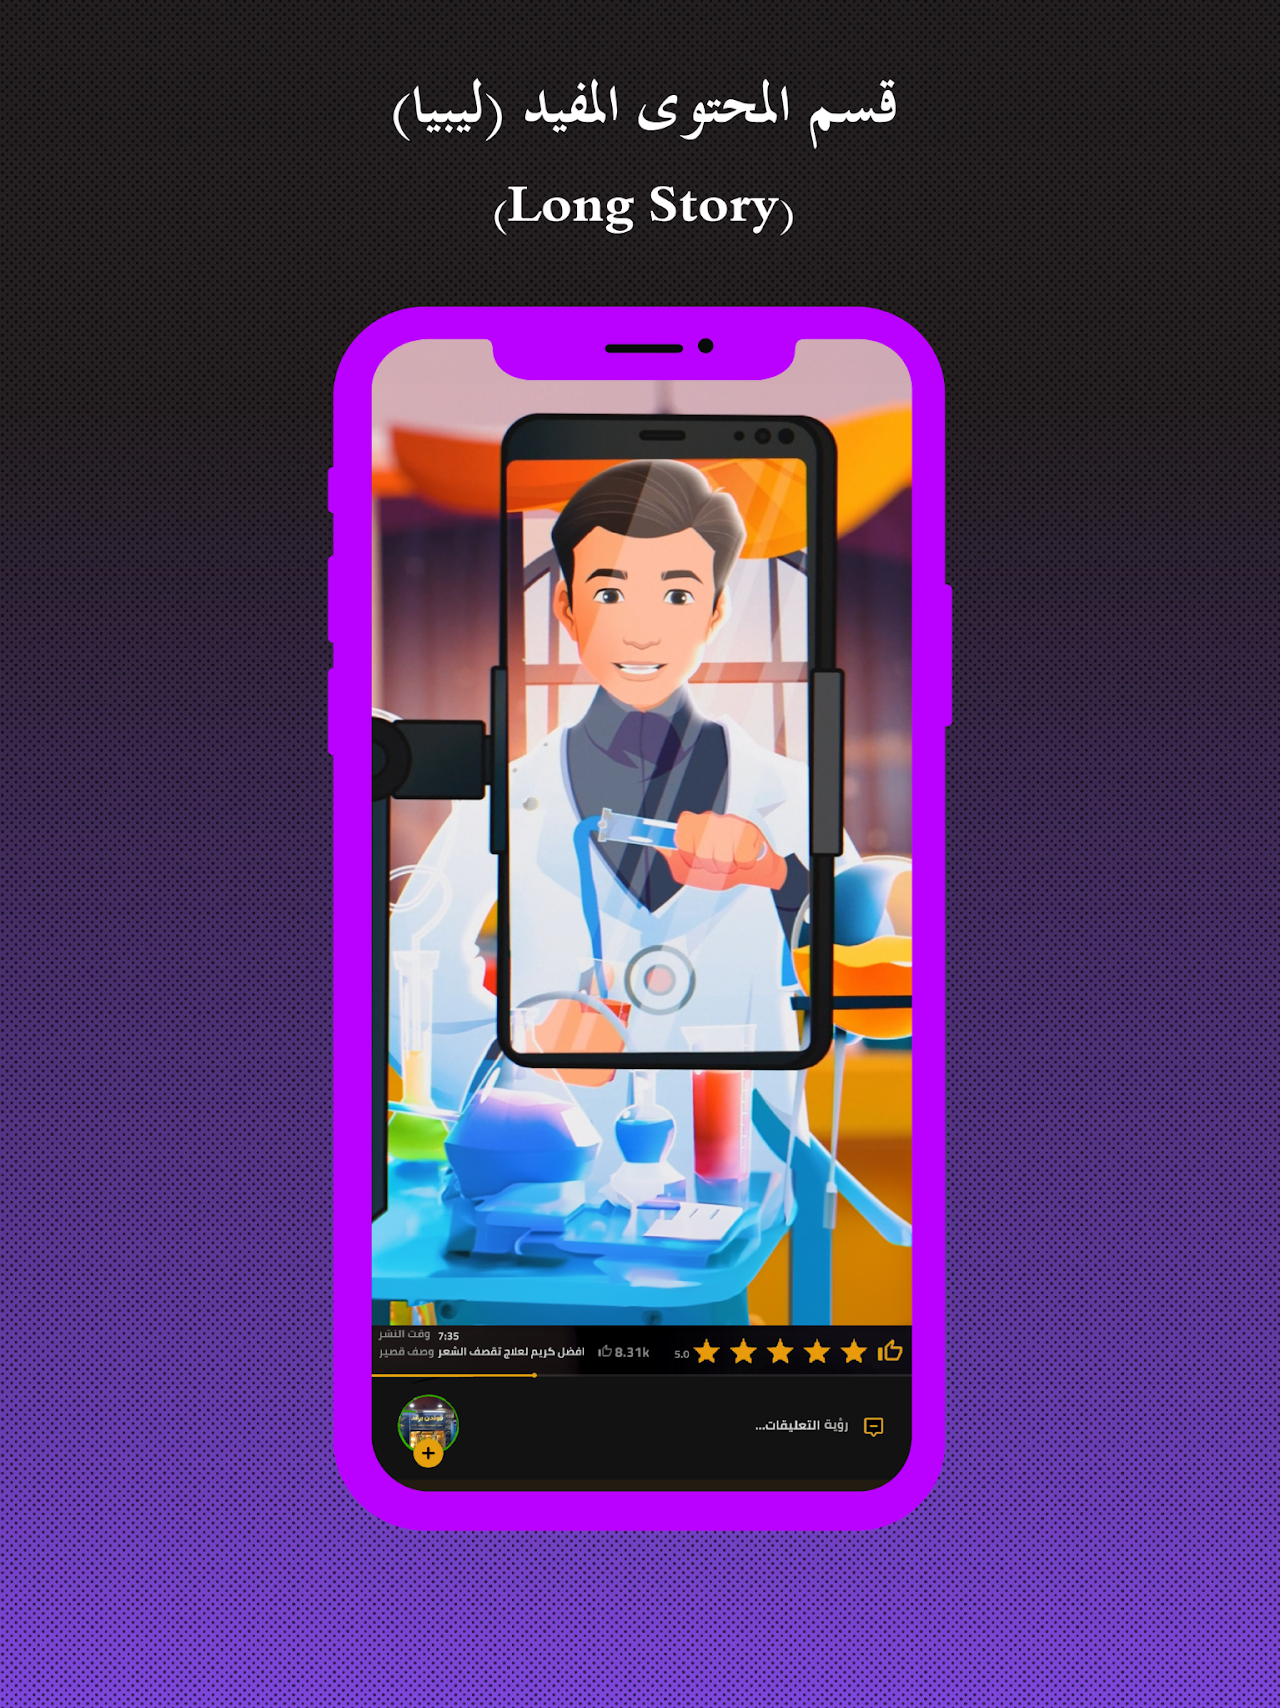 قسم المحتوى المفيد (ليبيا)
(Long Story)
وقت النشر 7:35
افضل كريم لعلاج تقصف الشعر وصف قصير
8.31k
5.0
رؤية التعليقات...